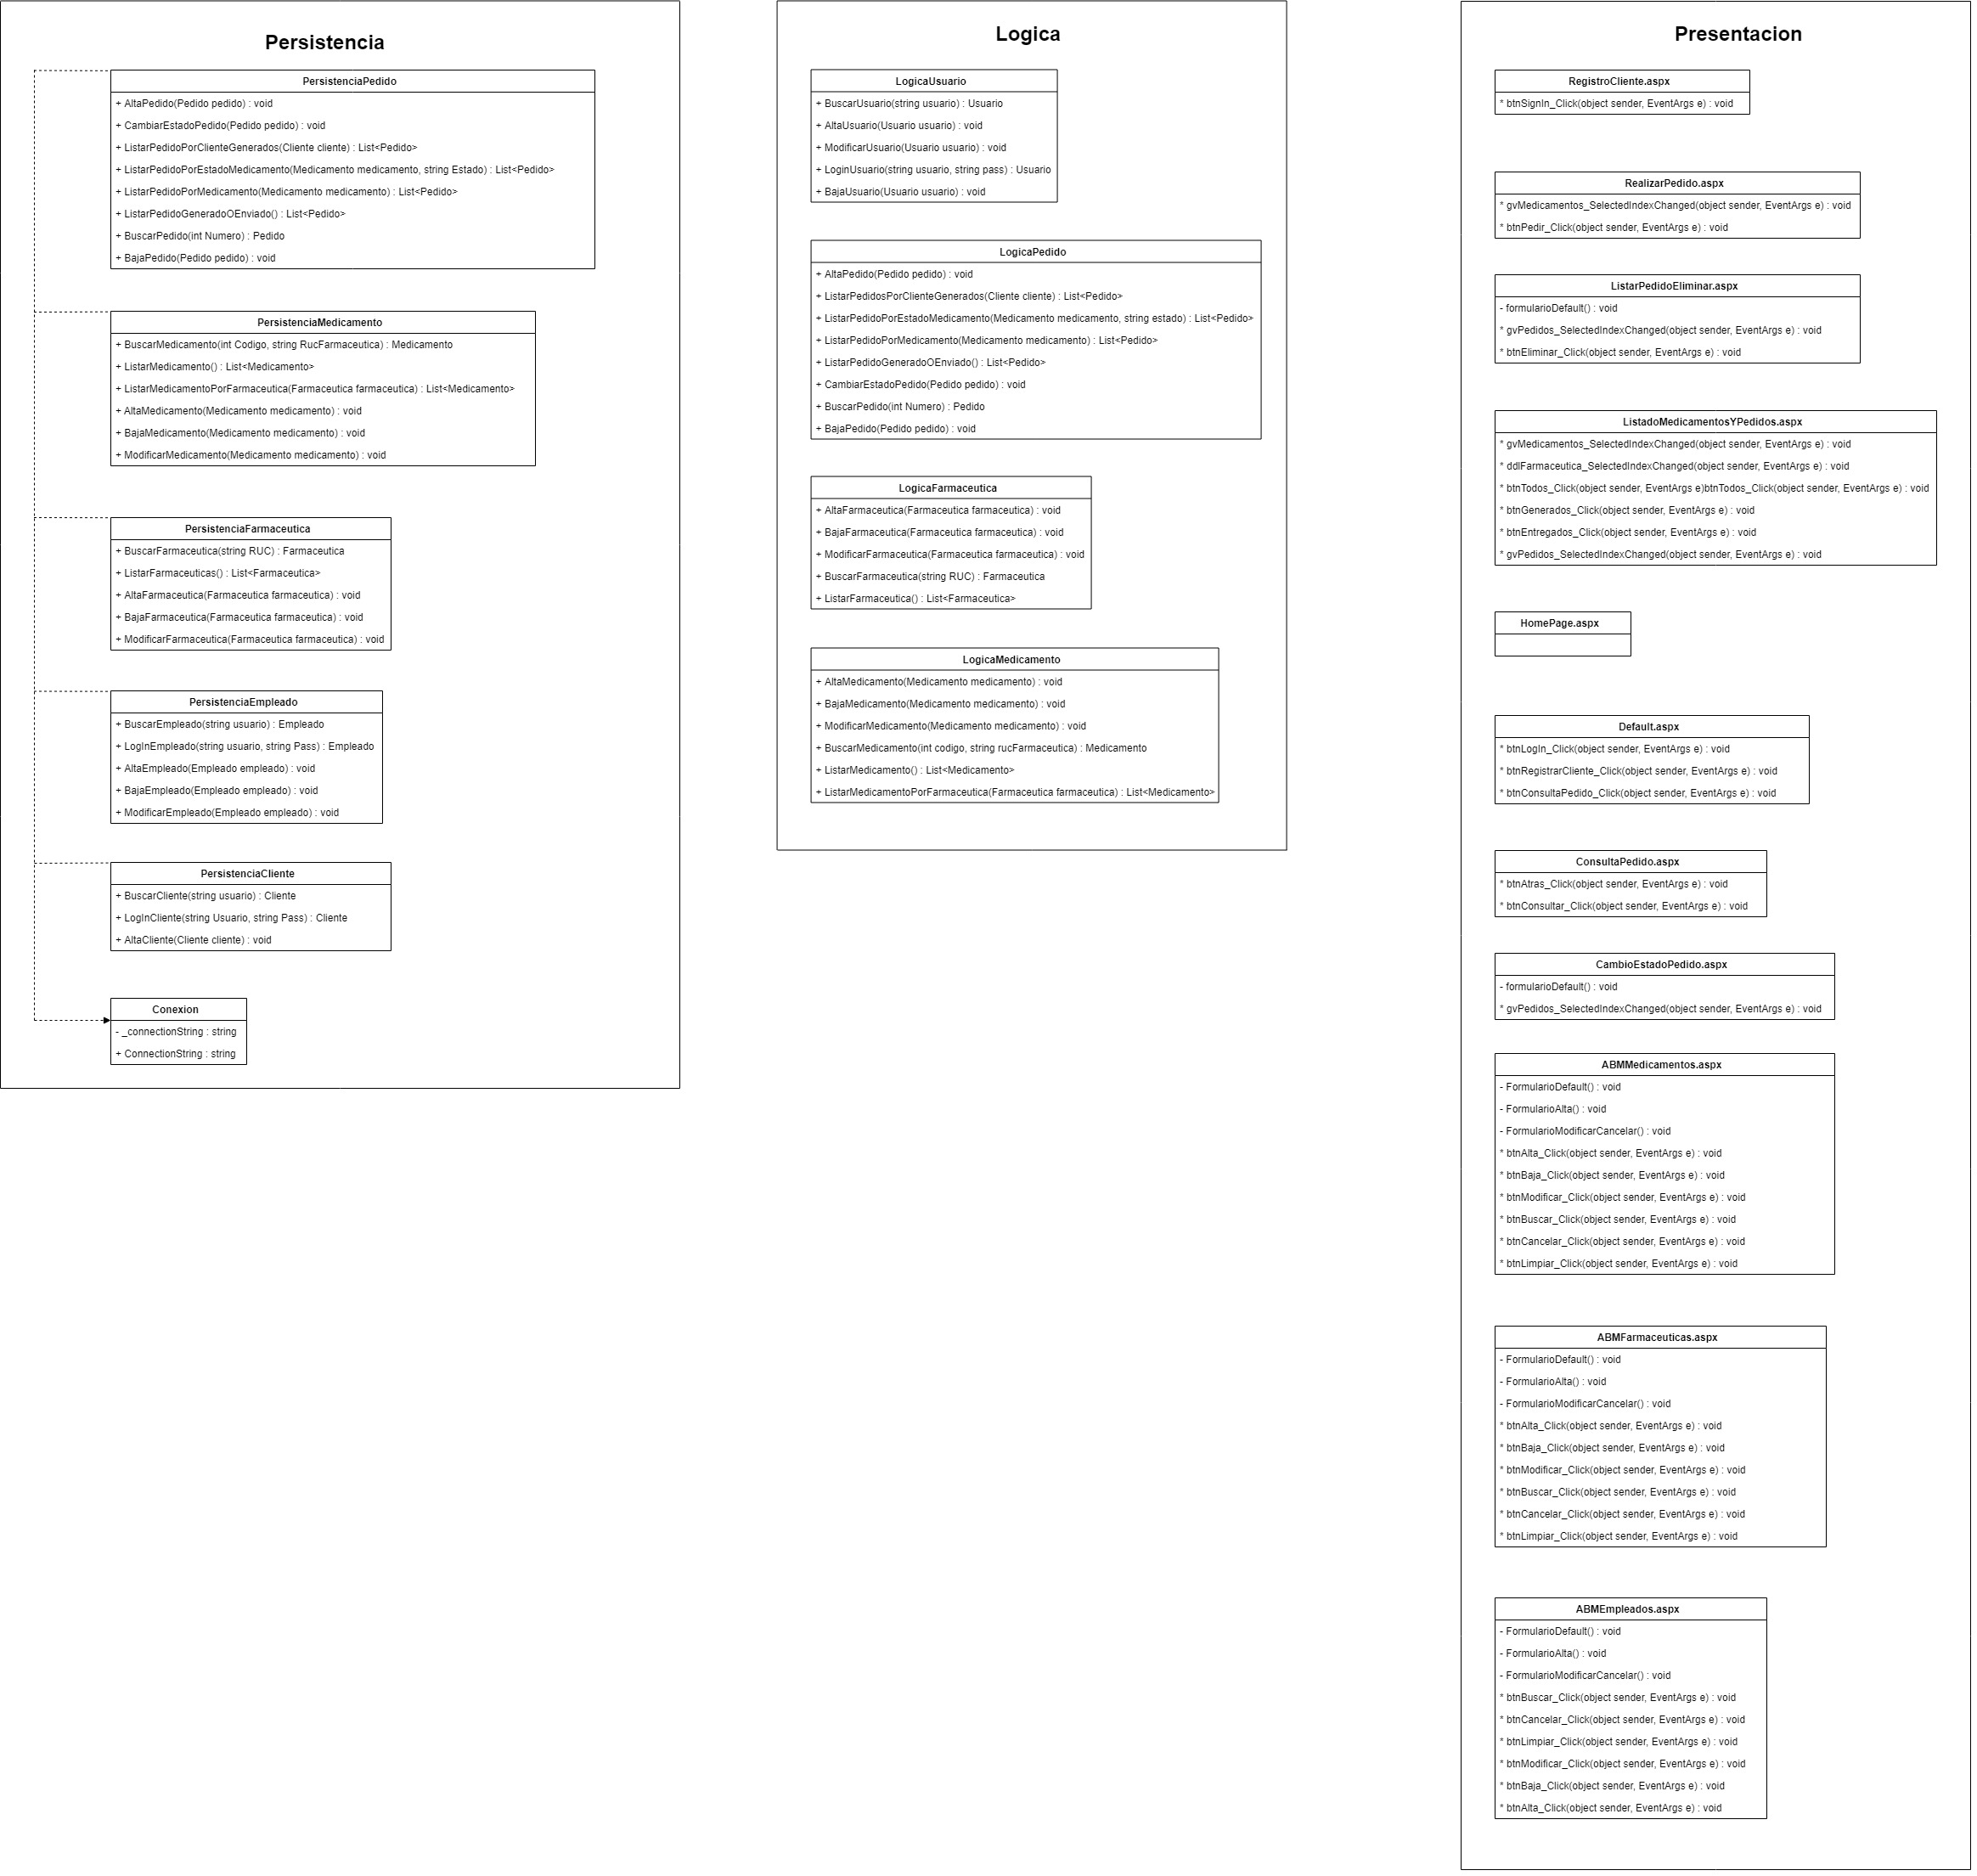 Persistencia
PersistenciaPedido
+ AltaPedido(Pedido pedido) : void
+ CambiarEstadoPedido(Pedido pedido) : void
+ ListarPedidoPorClienteGenerados(Cliente cliente) : List<Pedido>
+ ListarPedidoPorEstadoMedicamento(Medicamento medicamento, string Estado) : List<Pedido>
+ ListarPedidoPorMedicamento(Medicamento medicamento) : List<Pedido>
+ ListarPedidoGeneradoOEnviado() : List<Pedido>
+ BuscarPedido(int Numero) : Pedido
+ BajaPedido(Pedido pedido) : void
PersistenciaMedicamento
+ BuscarMedicamento(int Codigo, string RucFarmaceutica) : Medicamento
+ ListarMedicamento() : List<Medicamento>
+ ListarMedicamentoPorFarmaceutica(Farmaceutica farmaceutica) : List<Medicamento>
+ AltaMedicamento(Medicamento medicamento) : void
+ BajaMedicamento(Medicamento medicamento) : void
+ ModificarMedicamento(Medicamento medicamento) : void
PersistenciaFarmaceutica
+ BuscarFarmaceutica(string RUC) : Farmaceutica
+ ListarFarmaceuticas() : List<Farmaceutica>
+ AltaFarmaceutica(Farmaceutica farmaceutica) : void
+ BajaFarmaceutica(Farmaceutica farmaceutica) : void
+ ModificarFarmaceutica(Farmaceutica farmaceutica) : void
PersistenciaEmpleado
+ BuscarEmpleado(string usuario) : Empleado
+ LogInEmpleado(string usuario, string Pass) : Empleado
+ AltaEmpleado(Empleado empleado) : void
+ BajaEmpleado(Empleado empleado) : void
+ ModificarEmpleado(Empleado empleado) : void
PersistenciaCliente
+ BuscarCliente(string usuario) : Cliente
+ LogInCliente(string Usuario, string Pass) : Cliente
+ AltaCliente(Cliente cliente) : void
Conexion
- _connectionString : string
+ ConnectionString : string
Logica
LogicaUsuario
+ BuscarUsuario(string usuario) : Usuario
+ AltaUsuario(Usuario usuario) : void
+ ModificarUsuario(Usuario usuario) : void
+ LoginUsuario(string usuario, string pass) : Usuario
+ BajaUsuario(Usuario usuario) : void
LogicaPedido
+ AltaPedido(Pedido pedido) : void
+ ListarPedidosPorClienteGenerados(Cliente cliente) : List<Pedido>
+ ListarPedidoPorEstadoMedicamento(Medicamento medicamento, string estado) : List<Pedido>
+ ListarPedidoPorMedicamento(Medicamento medicamento) : List<Pedido>
+ ListarPedidoGeneradoOEnviado() : List<Pedido>
+ CambiarEstadoPedido(Pedido pedido) : void
+ BuscarPedido(int Numero) : Pedido
+ BajaPedido(Pedido pedido) : void
LogicaFarmaceutica
+ AltaFarmaceutica(Farmaceutica farmaceutica) : void
+ BajaFarmaceutica(Farmaceutica farmaceutica) : void
+ ModificarFarmaceutica(Farmaceutica farmaceutica) : void
+ BuscarFarmaceutica(string RUC) : Farmaceutica
+ ListarFarmaceutica() : List<Farmaceutica>
LogicaMedicamento
+ AltaMedicamento(Medicamento medicamento) : void
+ BajaMedicamento(Medicamento medicamento) : void
+ ModificarMedicamento(Medicamento medicamento) : void
+ BuscarMedicamento(int codigo, string rucFarmaceutica) : Medicamento
+ ListarMedicamento() : List<Medicamento>
+ ListarMedicamentoPorFarmaceutica(Farmaceutica farmaceutica) : List<Medicamento>
Presentacion
RegistroCliente.aspx
* btnSignIn_Click(object sender, EventArgs e) : void
RealizarPedido.aspx
* gvMedicamentos_SelectedIndexChanged(object sender, EventArgs e) : void
* btnPedir_Click(object sender, EventArgs e) : void
ListarPedidoEliminar.aspx
- formularioDefault() : void
* gvPedidos_SelectedIndexChanged(object sender, EventArgs e) : void
* btnEliminar_Click(object sender, EventArgs e) : void
ListadoMedicamentosYPedidos.aspx
* gvMedicamentos_SelectedIndexChanged(object sender, EventArgs e) : void
* ddlFarmaceutica_SelectedIndexChanged(object sender, EventArgs e) : void
* btnTodos_Click(object sender, EventArgs e)btnTodos_Click(object sender, EventArgs e) : void
* btnGenerados_Click(object sender, EventArgs e) : void
* btnEntregados_Click(object sender, EventArgs e) : void
* gvPedidos_SelectedIndexChanged(object sender, EventArgs e) : void
HomePage.aspx
Default.aspx
* btnLogIn_Click(object sender, EventArgs e) : void
* btnRegistrarCliente_Click(object sender, EventArgs e) : void
* btnConsultaPedido_Click(object sender, EventArgs e) : void
ConsultaPedido.aspx
* btnAtras_Click(object sender, EventArgs e) : void
* btnConsultar_Click(object sender, EventArgs e) : void
CambioEstadoPedido.aspx
- formularioDefault() : void
* gvPedidos_SelectedIndexChanged(object sender, EventArgs e) : void
ABMMedicamentos.aspx
- FormularioDefault() : void
- FormularioAlta() : void
- FormularioModificarCancelar() : void
* btnAlta_Click(object sender, EventArgs e) : void
* btnBaja_Click(object sender, EventArgs e) : void
* btnModificar_Click(object sender, EventArgs e) : void
* btnBuscar_Click(object sender, EventArgs e) : void
* btnCancelar_Click(object sender, EventArgs e) : void
* btnLimpiar_Click(object sender, EventArgs e) : void
ABMFarmaceuticas.aspx
- FormularioDefault() : void
- FormularioAlta() : void
- FormularioModificarCancelar() : void
* btnAlta_Click(object sender, EventArgs e) : void
* btnBaja_Click(object sender, EventArgs e) : void
* btnModificar_Click(object sender, EventArgs e) : void
* btnBuscar_Click(object sender, EventArgs e) : void
* btnCancelar_Click(object sender, EventArgs e) : void
* btnLimpiar_Click(object sender, EventArgs e) : void
ABMEmpleados.aspx
- FormularioDefault() : void
- FormularioAlta() : void
- FormularioModificarCancelar() : void
* btnBuscar_Click(object sender, EventArgs e) : void
* btnCancelar_Click(object sender, EventArgs e) : void
* btnLimpiar_Click(object sender, EventArgs e) : void
* btnModificar_Click(object sender, EventArgs e) : void
* btnBaja_Click(object sender, EventArgs e) : void
* btnAlta_Click(object sender, EventArgs e) : void